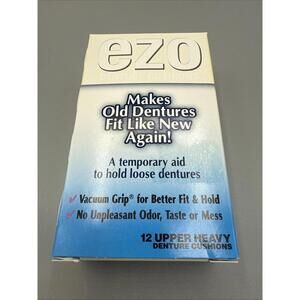 ezo
Makes
Old Dentures
Fit Like New
Again!
A temporary aid
to hold loose dentures
✓ Vacuum Grip® for Better Fit & Hold
✓ No Unpleasant Odor, Taste or Mess
12 UPPER HEAVY
DENTURE CUSHIONS